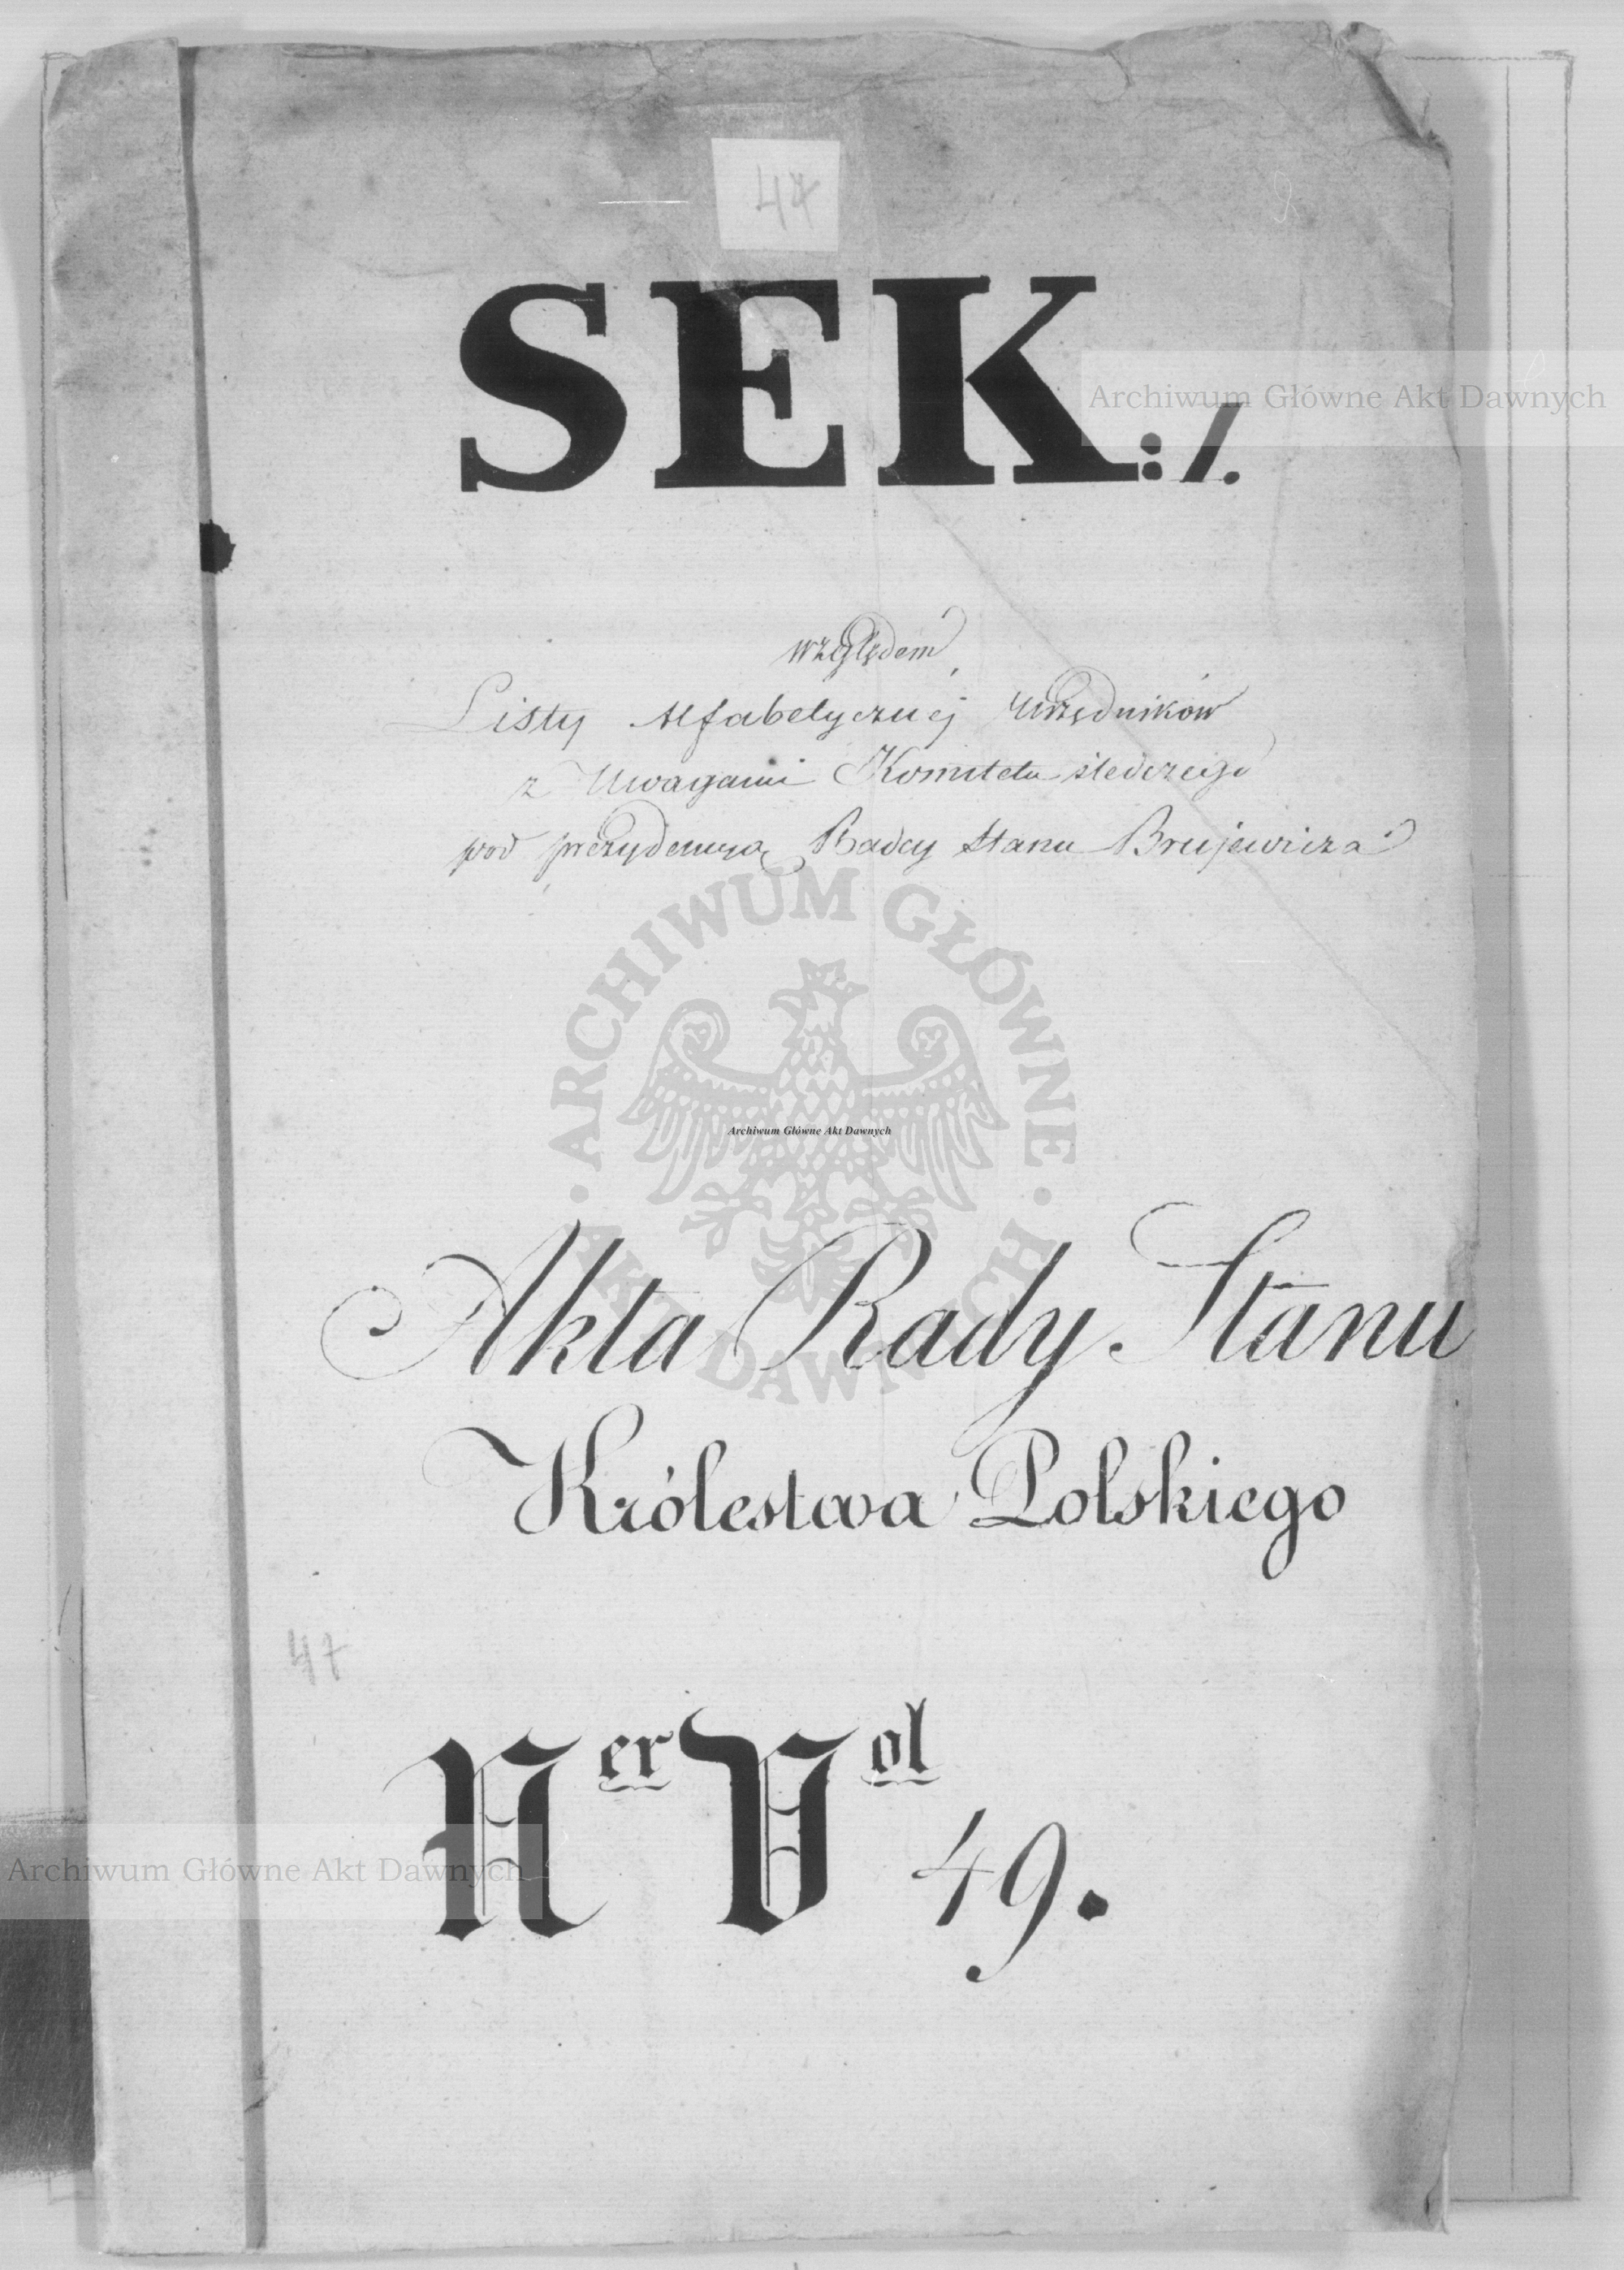 47
SEK:/.
Archiwum Główne Akt Dawnych
względem
Listy Alfabetycznej Urzędników
z Uwagami Komitetu śledczego
pod prezydencyą Radcy Stanu Brujewicza
ARCHIWUM GŁÓWNE · AKT DAWNYCH ·
Archiwum Główne Akt Dawnych
Akta Rady Stanu
Królestwa Polskiego
47
Ner Vol 49.
Archiwum Główne Akt Dawnych